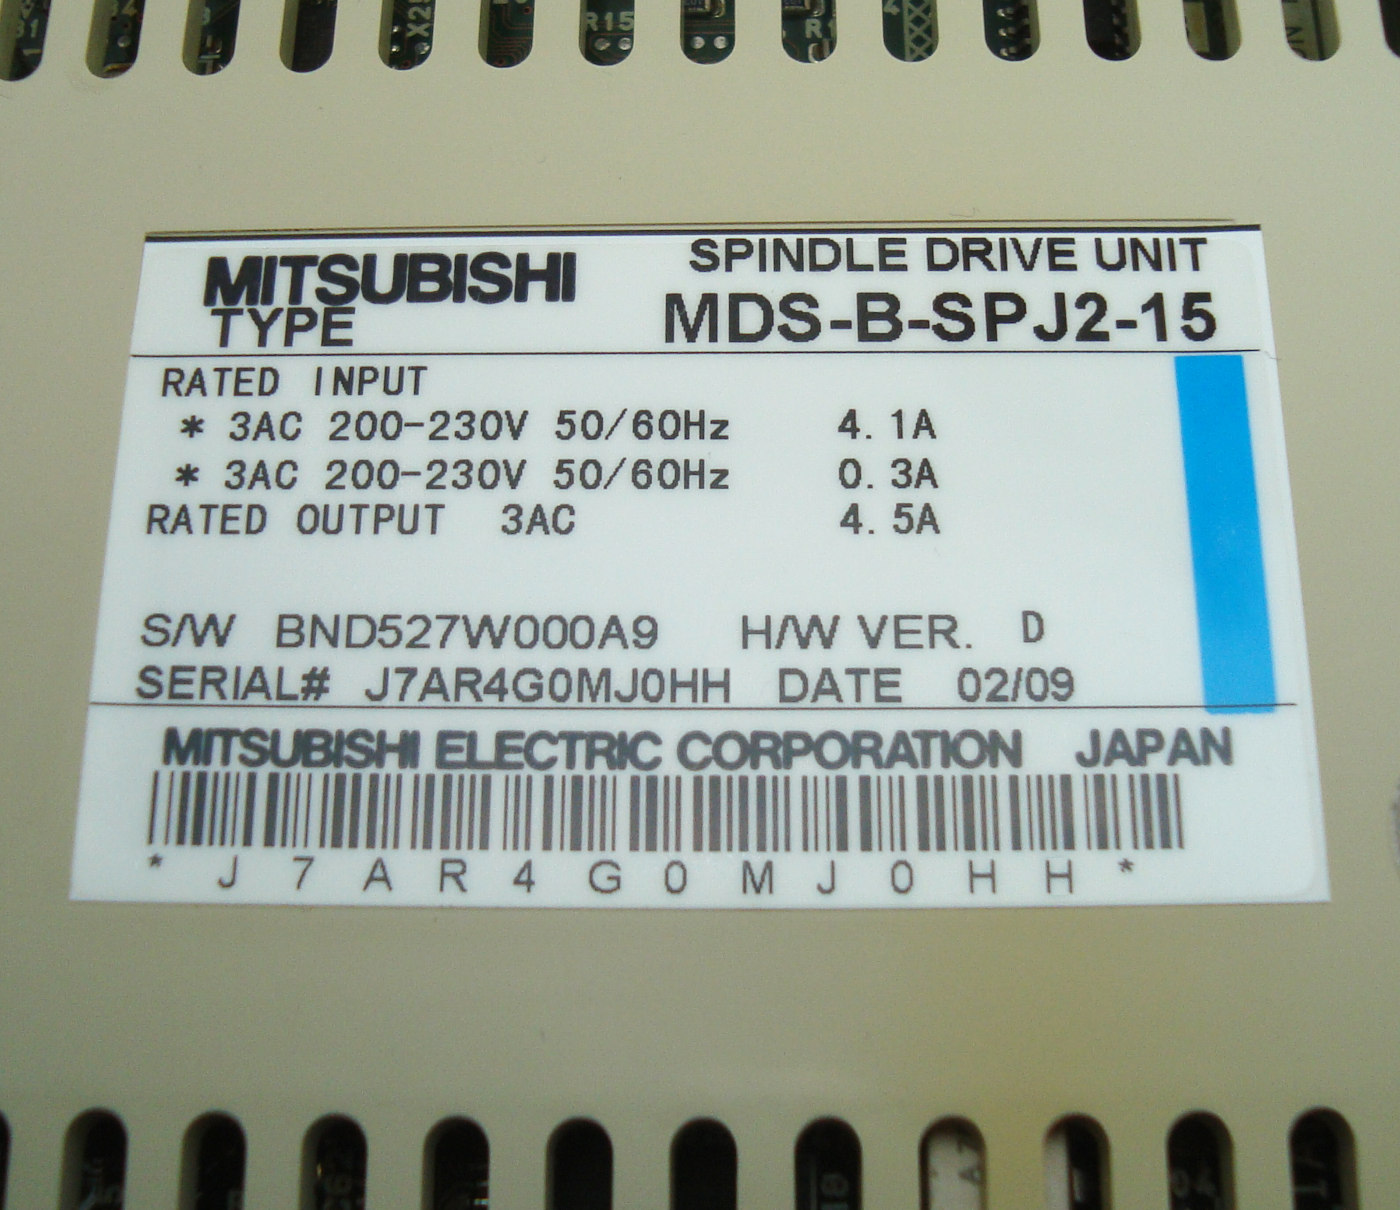 R15
MITSUBISHI SPINDLE DRIVE UNIT
TYPE MDS-B-SPJ2-15
RATED INPUT
* 3AC 200-230V 50/60Hz 4.1A
* 3AC 200-230V 50/60Hz 0.3A
RATED OUTPUT 3AC 4.5A
S/W BND527W000A9 H/W VER. D
SERIAL# J7AR4G0MJ0HH DATE 02/09
MITSUBISHI ELECTRIC CORPORATION JAPAN
* J 7 A R 4 G 0 M J 0 H H *